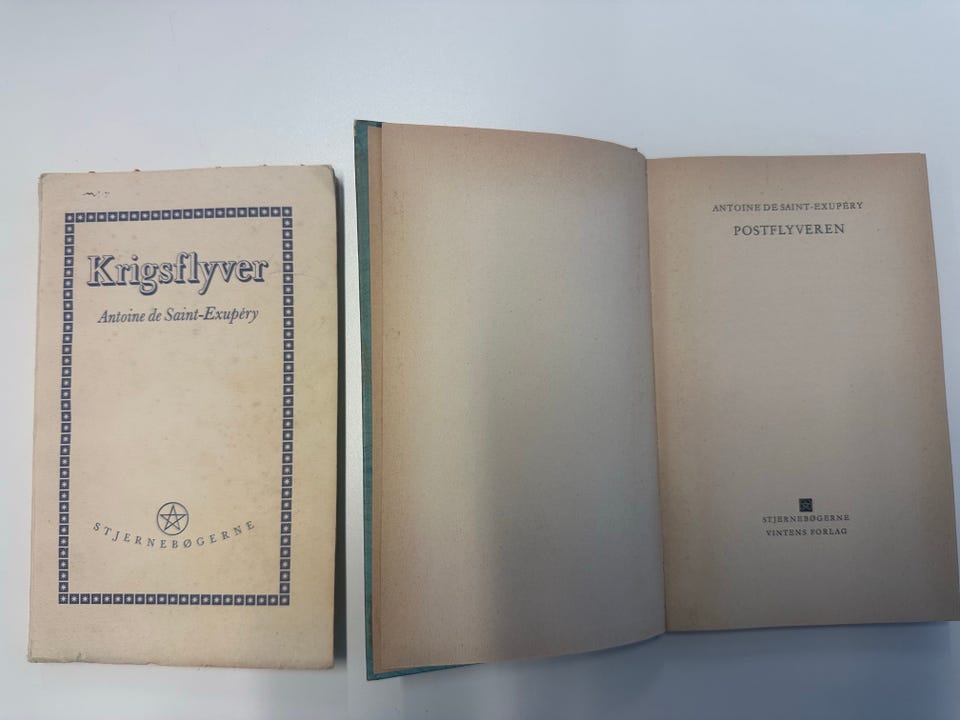 Krigsflyver
Antoine de Saint-Exupéry
STJERNEBØGERNE
ANTOINE DE SAINT-EXUPÉRY
POSTFLYVEREN
STJERNEBØGERNE
VINTENS FORLAG